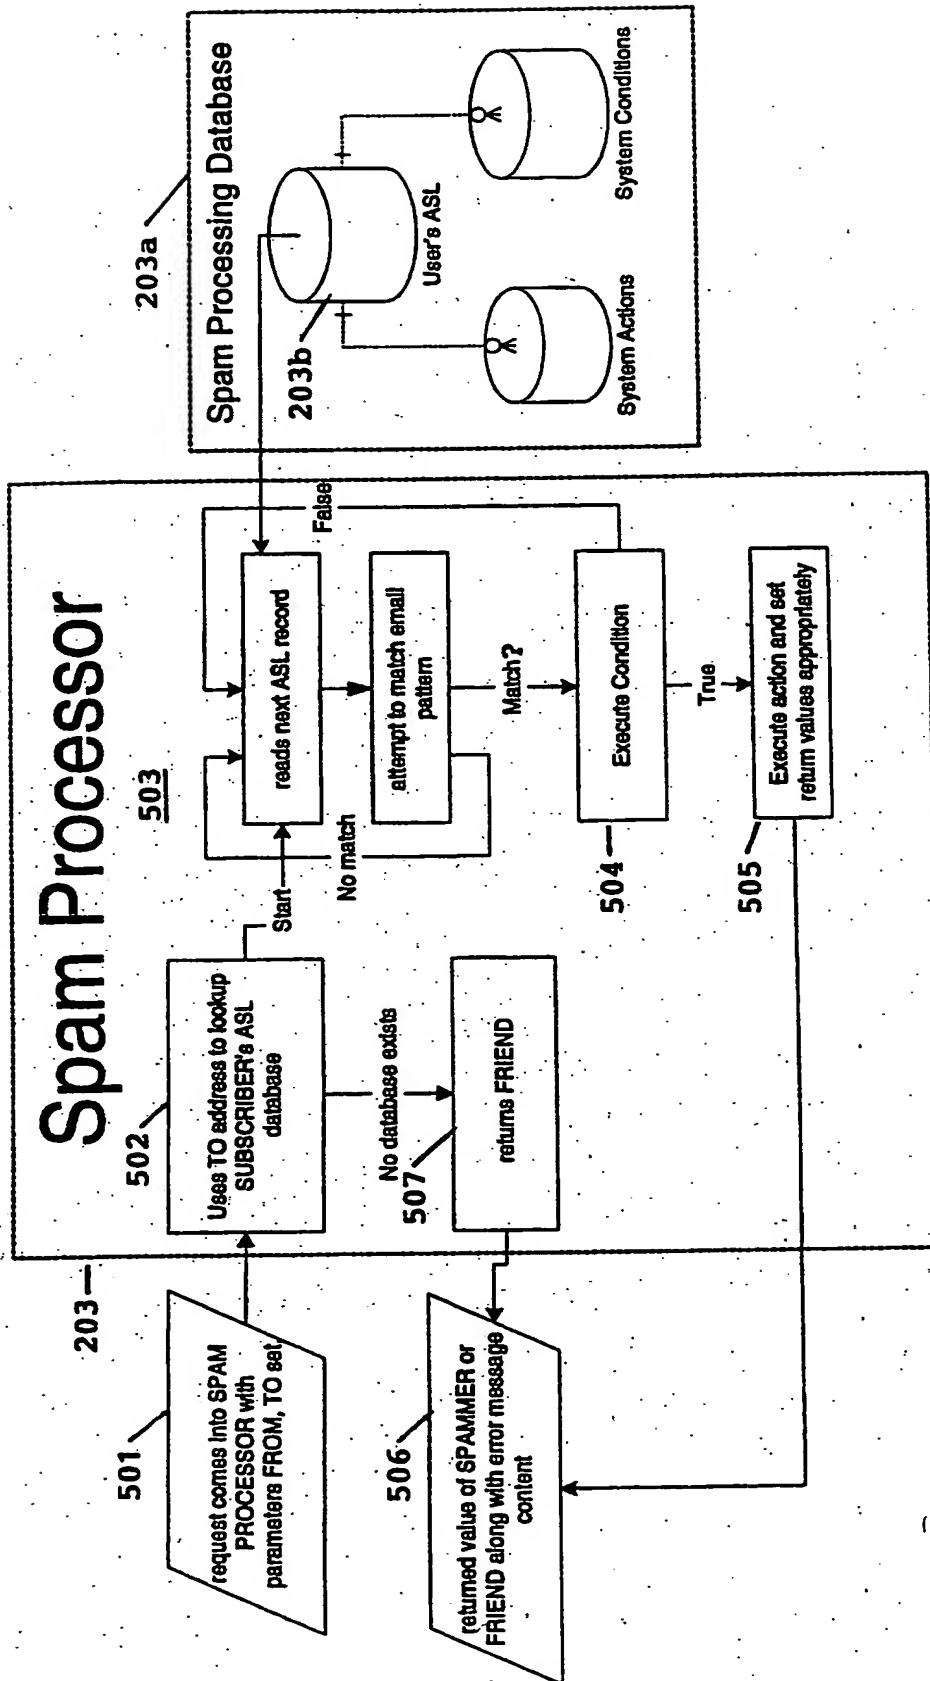 Spam Processor
203
501
request comes into SPAM
PROCESSOR with
parameters FROM, TO set
502
Uses TO address to lookup
SUBSCRIBER's ASL
database
Start
503
reads next ASL record
No match
False
attempt to match email
pattern
Match?
504
Execute Condition
True
505
Execute action and set
return values appropriately
No database exists
507
returns FRIEND
506
returned value of SPAMMER or
FRIEND along with error message
content
203a
Spam Processing Database
203b
User's ASL
System Actions
System Conditions